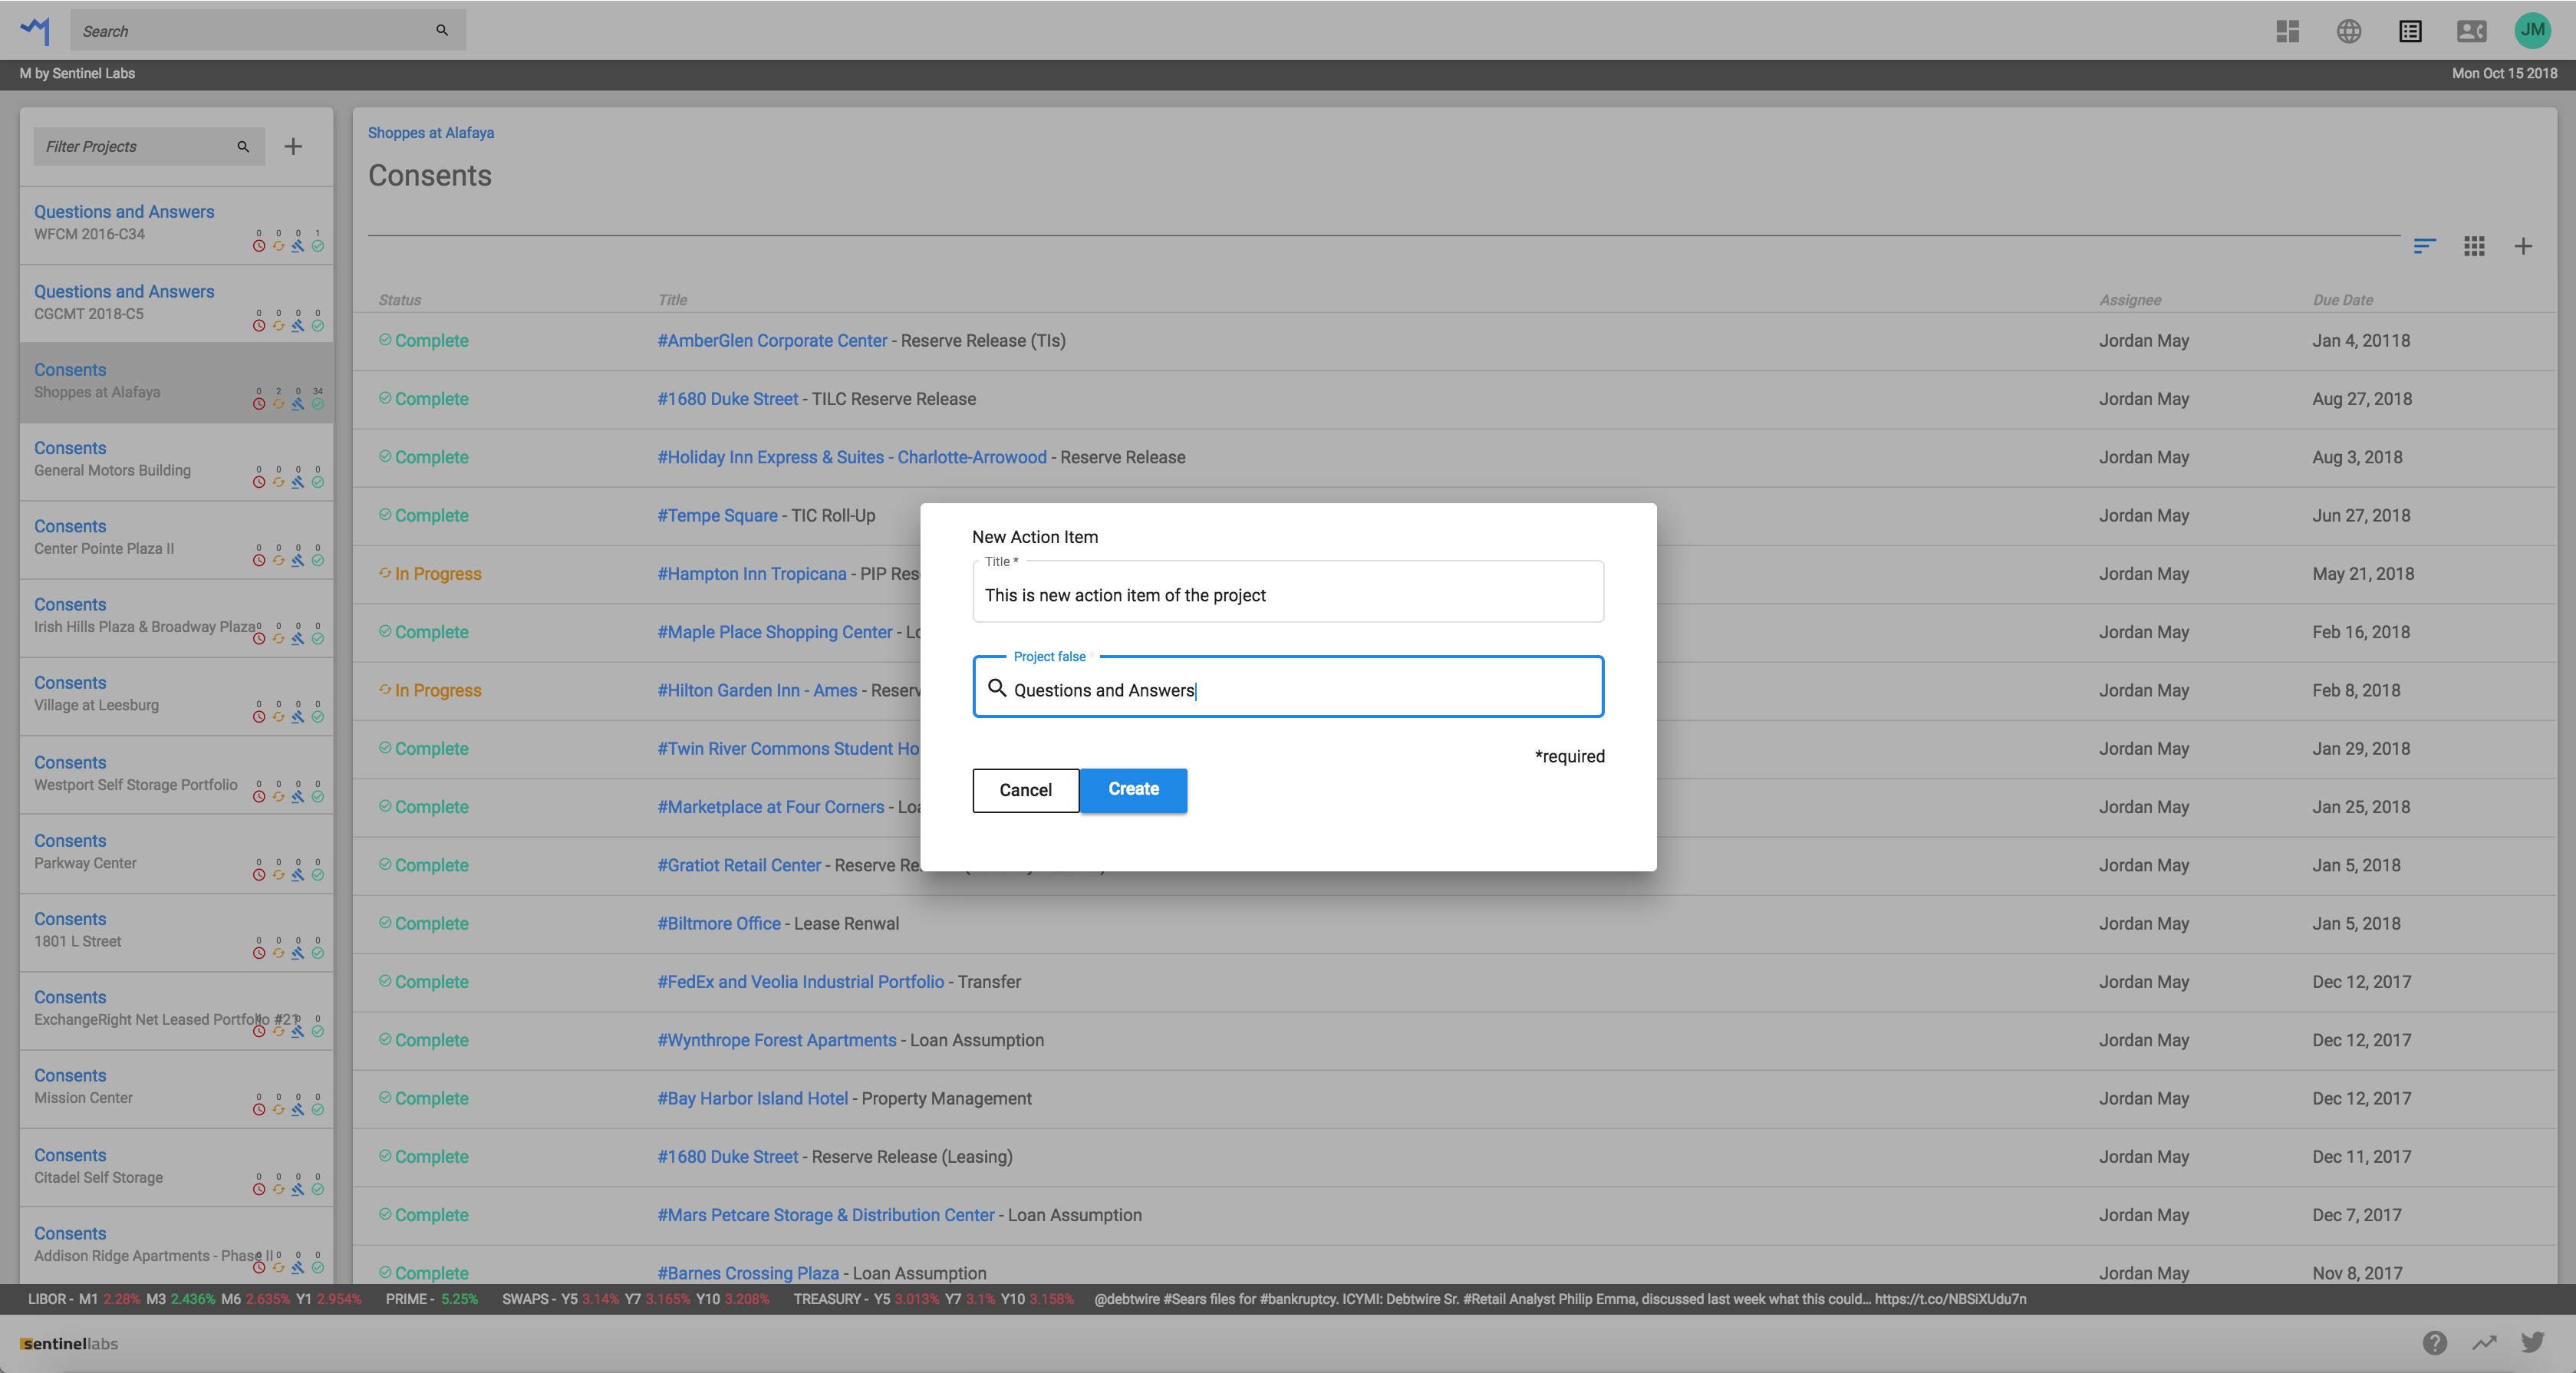 Search
JM
M by Sentinel Labs
Mon Oct 15 2018
Filter Projects
Questions and Answers
WFCM 2016-C34
0 0 0 1
Questions and Answers
CGCMT 2018-C5
0 0 0 0
Consents
Shoppes at Alafaya
0 2 0 34
Consents
General Motors Building
0 0 0 0
Consents
Center Pointe Plaza II
0 0 0 0
Consents
Irish Hills Plaza & Broadway Plaza
0 0 0 0
Consents
Village at Leesburg
0 0 0 0
Consents
Westport Self Storage Portfolio
0 0 0 0
Consents
Parkway Center
0 0 0 0
Consents
1801 L Street
0 0 0 0
Consents
ExchangeRight Net Leased Portfolio #21
0 0
Consents
Mission Center
0 0 0 0
Consents
Citadel Self Storage
0 0 0 0
Consents
Addison Ridge Apartments - Phase II
0 0 0
Shoppes at Alafaya
Consents
Status Title Assignee Due Date
Complete #AmberGlen Corporate Center - Reserve Release (TIs) Jordan May Jan 4, 20118
Complete #1680 Duke Street - TILC Reserve Release Jordan May Aug 27, 2018
Complete #Holiday Inn Express & Suites - Charlotte-Arrowood - Reserve Release Jordan May Aug 3, 2018
Complete #Tempe Square - TIC Roll-Up Jordan May Jun 27, 2018
In Progress #Hampton Inn Tropicana - PIP Res Jordan May May 21, 2018
Complete #Maple Place Shopping Center - Lo Jordan May Feb 16, 2018
In Progress #Hilton Garden Inn - Ames - Reserv Jordan May Feb 8, 2018
Complete #Twin River Commons Student Ho Jordan May Jan 29, 2018
Complete #Marketplace at Four Corners - Loa Jordan May Jan 25, 2018
Complete #Gratiot Retail Center - Reserve Re Jordan May Jan 5, 2018
Complete #Biltmore Office - Lease Renwal Jordan May Jan 5, 2018
Complete #FedEx and Veolia Industrial Portfolio - Transfer Jordan May Dec 12, 2017
Complete #Wynthrope Forest Apartments - Loan Assumption Jordan May Dec 12, 2017
Complete #Bay Harbor Island Hotel - Property Management Jordan May Dec 12, 2017
Complete #1680 Duke Street - Reserve Release (Leasing) Jordan May Dec 11, 2017
Complete #Mars Petcare Storage & Distribution Center - Loan Assumption Jordan May Dec 7, 2017
Complete #Barnes Crossing Plaza - Loan Assumption Jordan May Nov 8, 2017
New Action Item
Title *
This is new action item of the project
Project false *
Questions and Answers
*required
Cancel Create
LIBOR - M1 2.28% M3 2.436% M6 2.635% Y1 2.954% PRIME - 5.25% SWAPS - Y5 3.14% Y7 3.165% Y10 3.208% TREASURY - Y5 3.013% Y7 3.1% Y10 3.158% @debtwire #Sears files for #bankruptcy. ICYMI: Debtwire Sr. #Retail Analyst Philip Emma, discussed last week what this could… https://t.co/NBSiXUdu7n
sentinellabs